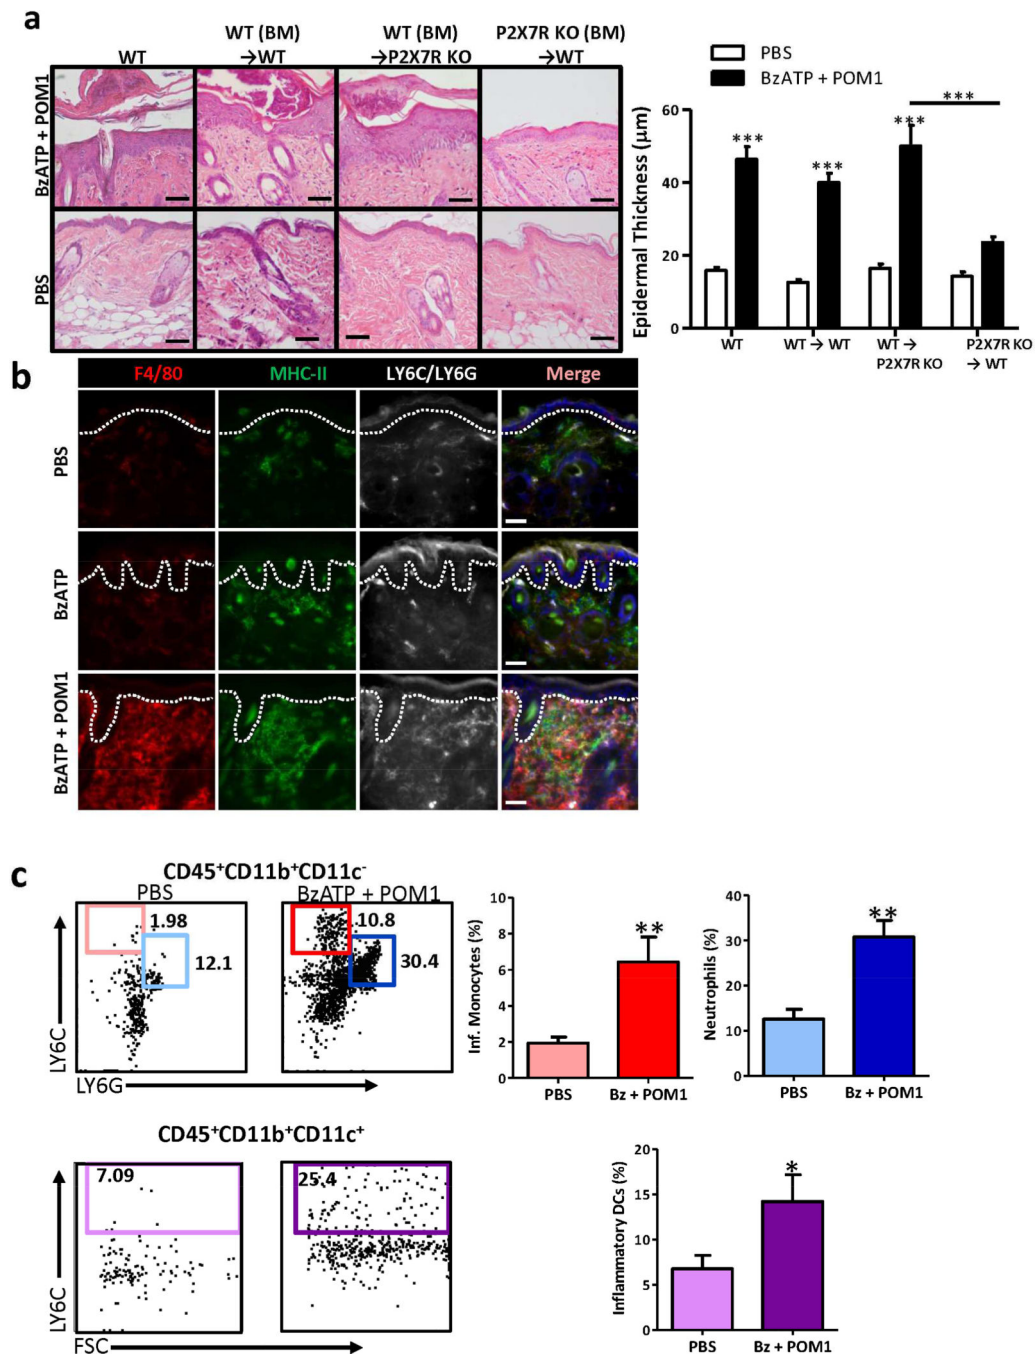 a
WT
WT (BM)
→WT
WT (BM)
→P2X7R KO
P2X7R KO (BM)
→WT
BzATP + POM1
PBS
PBS
BzATP + POM1
Epidermal Thickness (μm)
60
40
20
0
***
***
***
***
WT
WT → WT
WT →
P2X7R KO
P2X7R KO
→ WT
b
F4/80
MHC-II
LY6C/LY6G
Merge
PBS
BzATP
BzATP + POM1
c
CD45+CD11b+CD11c-
PBS
BzATP + POM1
1.98
12.1
10.8
30.4
LY6C
LY6G
Inf. Monocytes (%)
10
8
6
4
2
0
**
PBS
Bz + POM1
Neutrophils (%)
40
30
20
10
0
**
PBS
Bz + POM1
CD45+CD11b+CD11c+
7.09
25.4
LY6C
FSC
Inflammatory DCs (%)
20
15
10
5
0
*
PBS
Bz + POM1